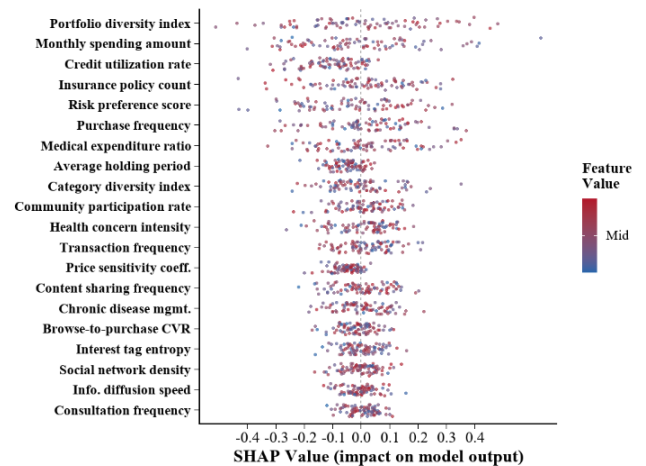 Portfolio diversity index
Monthly spending amount
Credit utilization rate
Insurance policy count
Risk preference score
Purchase frequency
Medical expenditure ratio
Average holding period
Category diversity index
Community participation rate
Health concern intensity
Transaction frequency
Price sensitivity coeff.
Content sharing frequency
Chronic disease mgmt.
Browse-to-purchase CVR
Interest tag entropy
Social network density
Info. diffusion speed
Consultation frequency
-0.4 -0.3 -0.2 -0.1 0.0 0.1 0.2 0.3 0.4
SHAP Value (impact on model output)
Feature
Value
Mid